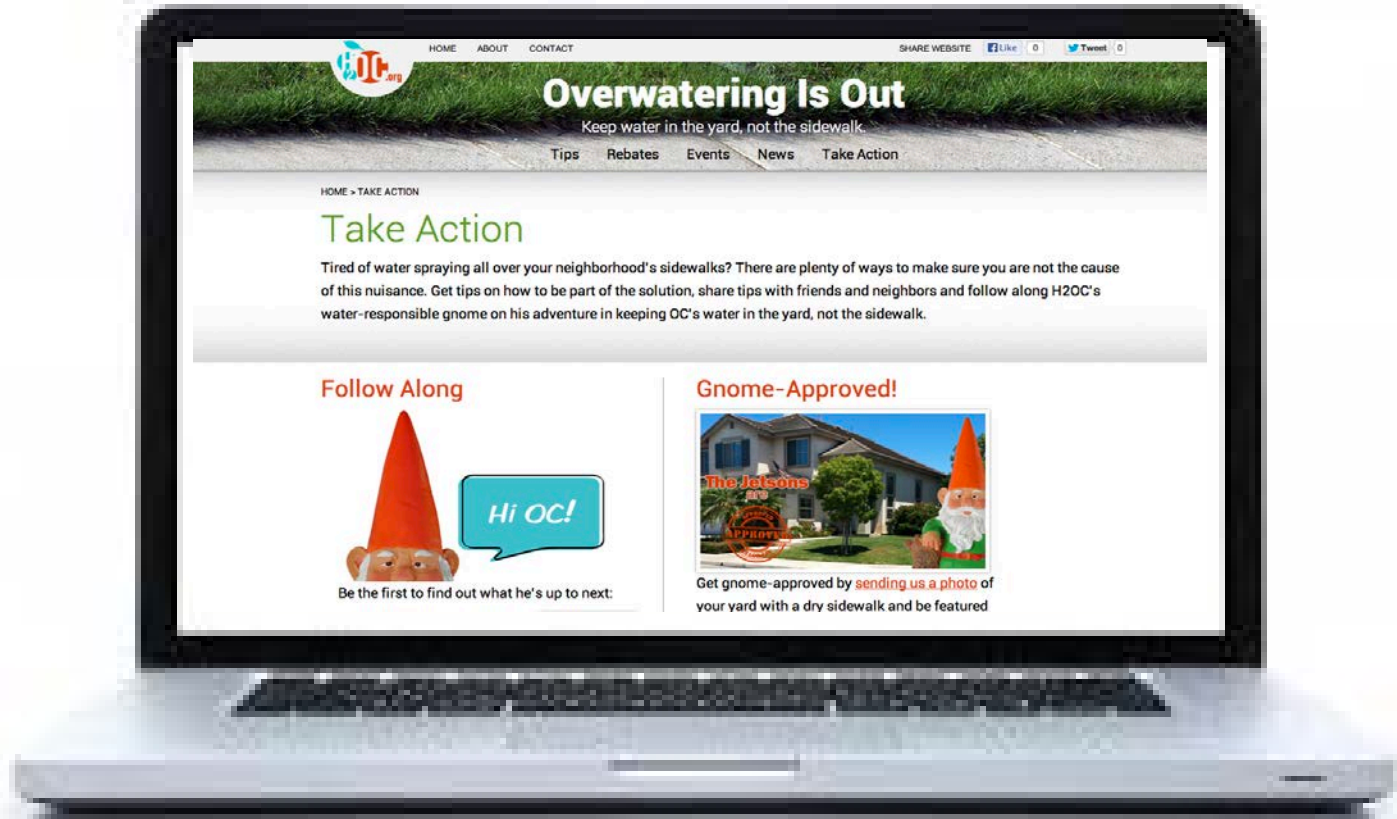 HOME ABOUT CONTACT
SHARE WEBSITE Like 0 Tweet 0
H2OC.org
Overwatering Is Out
Keep water in the yard, not the sidewalk.
Tips Rebates Events News Take Action
HOME > TAKE ACTION
Take Action
Tired of water spraying all over your neighborhood's sidewalks? There are plenty of ways to make sure you are not the cause
of this nuisance. Get tips on how to be part of the solution, share tips with friends and neighbors and follow along H2OC's
water-responsible gnome on his adventure in keeping OC's water in the yard, not the sidewalk.
Follow Along
Hi OC!
Be the first to find out what he's up to next:
Gnome-Approved!
The Jetsons
are
APPROVED
Get gnome-approved by sending us a photo of
your yard with a dry sidewalk and be featured